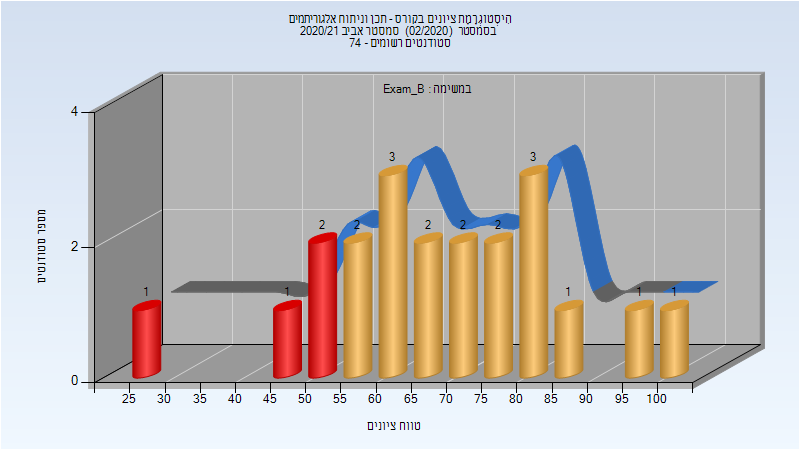 היסטוגרמת ציונים בקורס - תכן וניתוח אלגוריתמים
בסמסטר (02/2020) סמסטר אביב 2020/21
סטודנטים רשומים - 74
במשימה : Exam_B
מספר סטודנטים
4
2
0
1
1
2
2
3
2
2
2
3
1
1
1
25 30 35 40 45 50 55 60 65 70 75 80 85 90 95 100
טווח ציונים